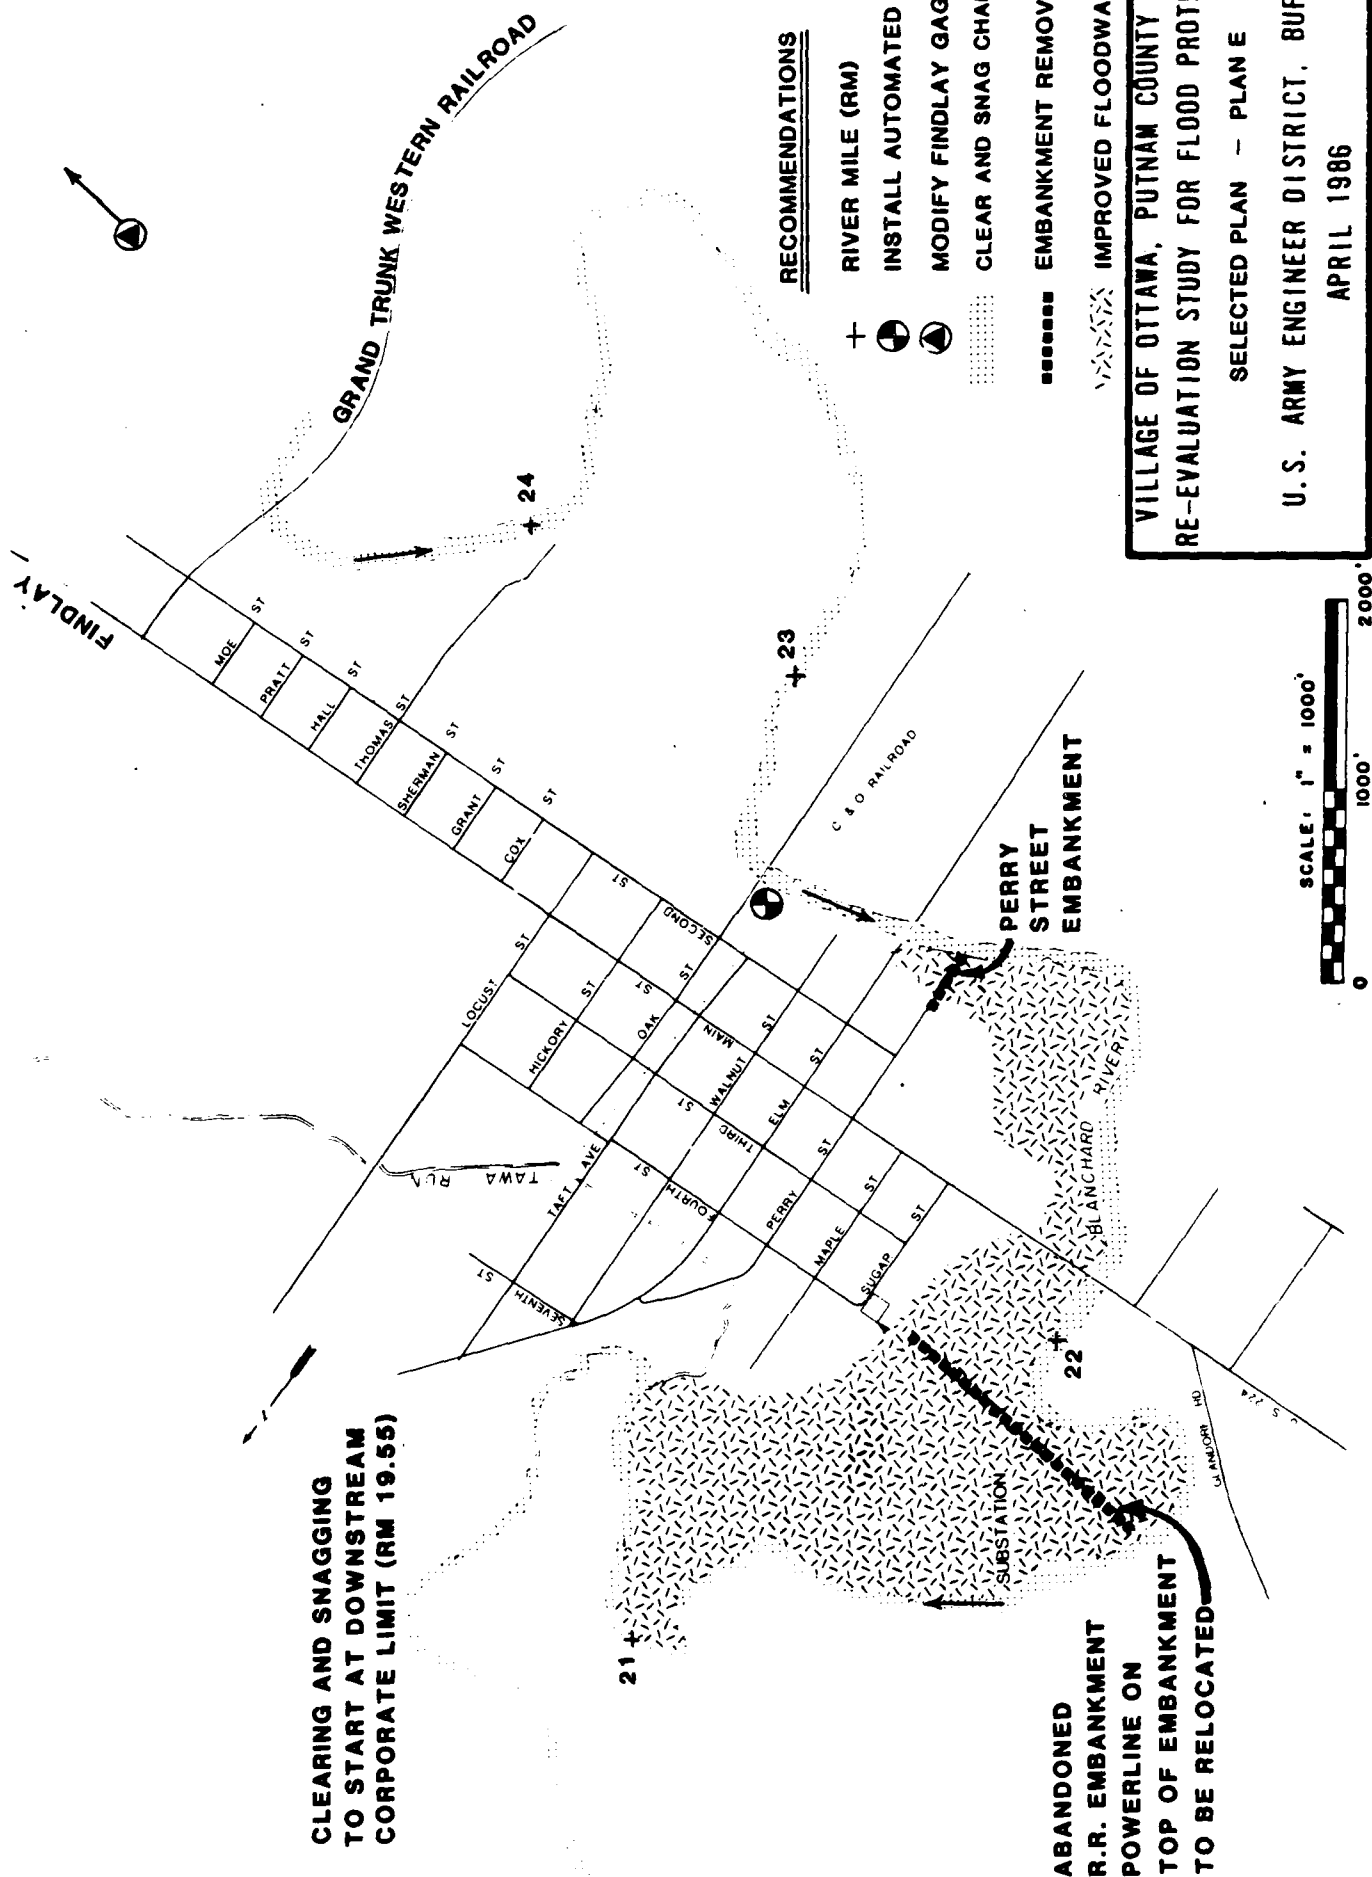 GRAND TRUNK WESTERN RAILROAD
FINDLAY
MOE ST
PRATT ST
HALL ST
THOMAS ST
SHERMAN ST
GRANT ST
COX ST
LOCUST ST
HICKORY ST
OAK ST
SECOND ST
MAIN ST
WALNUT ST
THIRD ST
ELM ST
FOURTH ST
PERRY ST
MAPLE ST
SUGAR ST
TAFT AVE
SEVENTH ST
TAWA RUN
C & O RAILROAD
24
23
22
21
PERRY
STREET
EMBANKMENT
BLANCHARD RIVER
U S 224
GLANDORF RD
SUBSTATION
CLEARING AND SNAGGING
TO START AT DOWNSTREAM
CORPORATE LIMIT (RM 19.55)
ABANDONED
R.R. EMBANKMENT
POWERLINE ON
TOP OF EMBANKMENT
TO BE RELOCATED
RECOMMENDATIONS
RIVER MILE (RM)
INSTALL AUTOMATED
MODIFY FINDLAY GAG
CLEAR AND SNAG CHA
EMBANKMENT REMOV
IMPROVED FLOODWA
SCALE: 1" = 1000'
0 1000' 2000'
VILLAGE OF OTTAWA, PUTNAM COUNTY
RE-EVALUATION STUDY FOR FLOOD PROT
SELECTED PLAN - PLAN E
U.S. ARMY ENGINEER DISTRICT, BUF
APRIL 1986